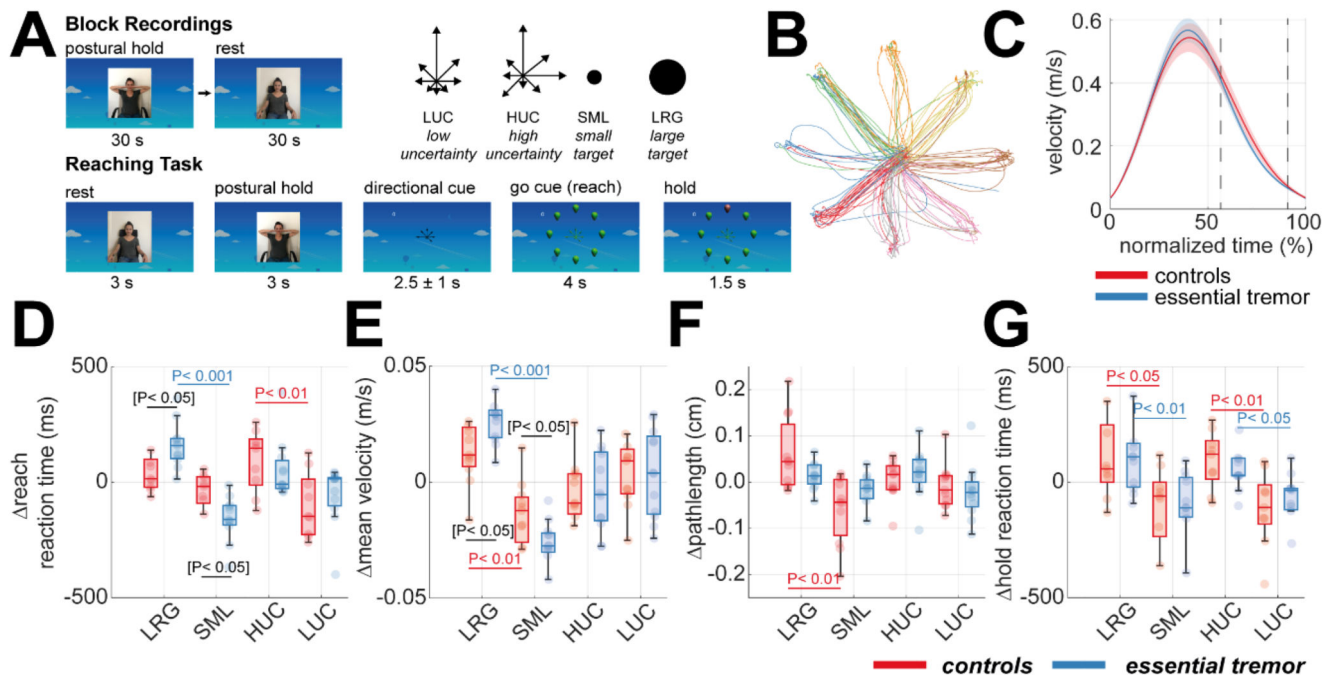 A
Block Recordings
postural hold
rest
30 s
30 s
LUC
low
uncertainty
HUC
high
uncertainty
SML
small
target
LRG
large
target
Reaching Task
rest
postural hold
directional cue
go cue (reach)
hold
3 s
3 s
2.5 ± 1 s
4 s
1.5 s
B
C
velocity (m/s)
0.6
0.4
0.2
0
0
50
100
normalized time (%)
controls
essential tremor
D
Δreach
reaction time (ms)
500
0
-500
P< 0.001
[P< 0.05]
P< 0.01
[P< 0.05]
LRG
SML
HUC
LUC
E
Δmean velocity (m/s)
0.05
0
-0.05
P< 0.001
[P< 0.05]
[P< 0.05]
P< 0.01
LRG
SML
HUC
LUC
F
Δpathlength (cm)
0.2
0.1
0.0
-0.1
-0.2
P< 0.01
LRG
SML
HUC
LUC
G
Δhold reaction time (ms)
500
0
-500
P< 0.05
P< 0.01
P< 0.01
P< 0.05
LRG
SML
HUC
LUC
controls
essential tremor